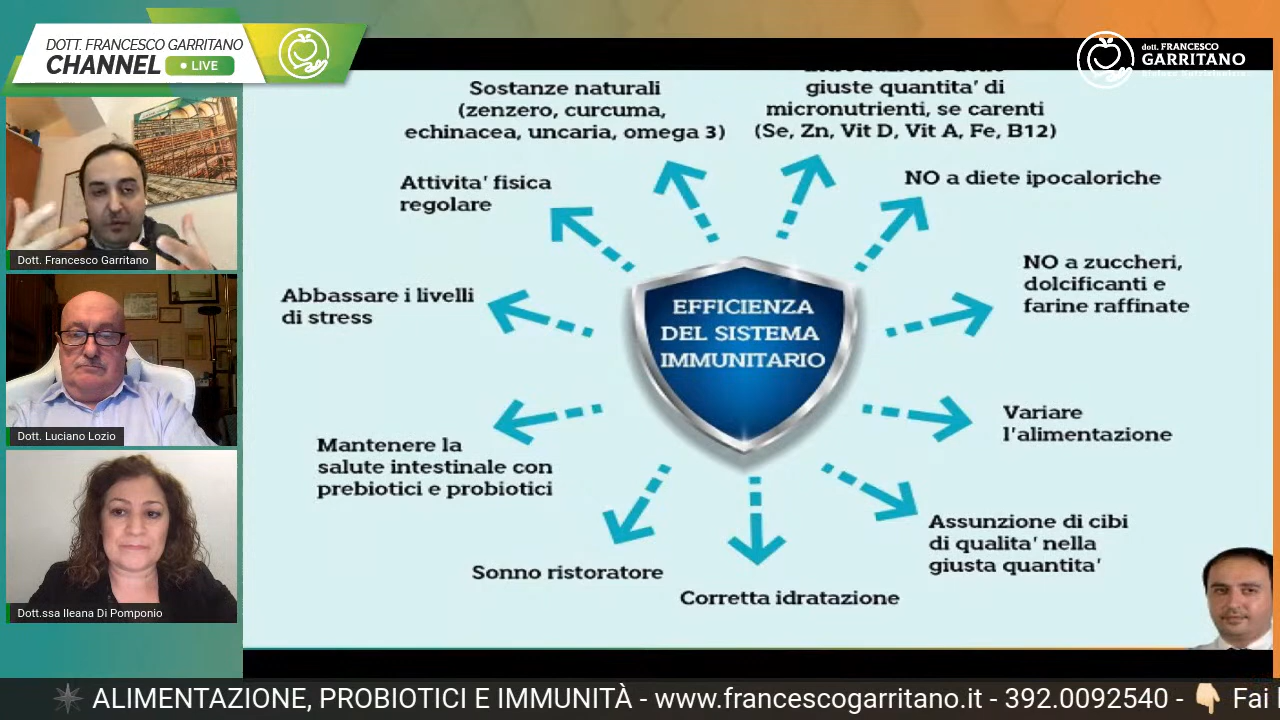 DOTT. FRANCESCO GARRITANO
CHANNEL
LIVE
dott. FRANCESCO
GARRITANO
Biologo Nutrizionista
Dott. Francesco Garritano
Dott. Luciano Lozio
Dott.ssa Ileana Di Pomponio
Sostanze naturali
(zenzero, curcuma,
echinacea, uncaria, omega 3)
giuste quantita' di
micronutrienti, se carenti
(Se, Zn, Vit D, Vit A, Fe, B12)
Attivita' fisica
regolare
NO a diete ipocaloriche
Abbassare i livelli
di stress
NO a zuccheri,
dolcificanti e
farine raffinate
EFFICIENZA
DEL SISTEMA
IMMUNITARIO
Mantenere la
salute intestinale con
prebiotici e probiotici
Variare
l'alimentazione
Sonno ristoratore
Corretta idratazione
Assunzione di cibi
di qualita' nella
giusta quantita'
ALIMENTAZIONE, PROBIOTICI E IMMUNITÀ - www.francescogarritano.it - 392.0092540 - 👇 Fai